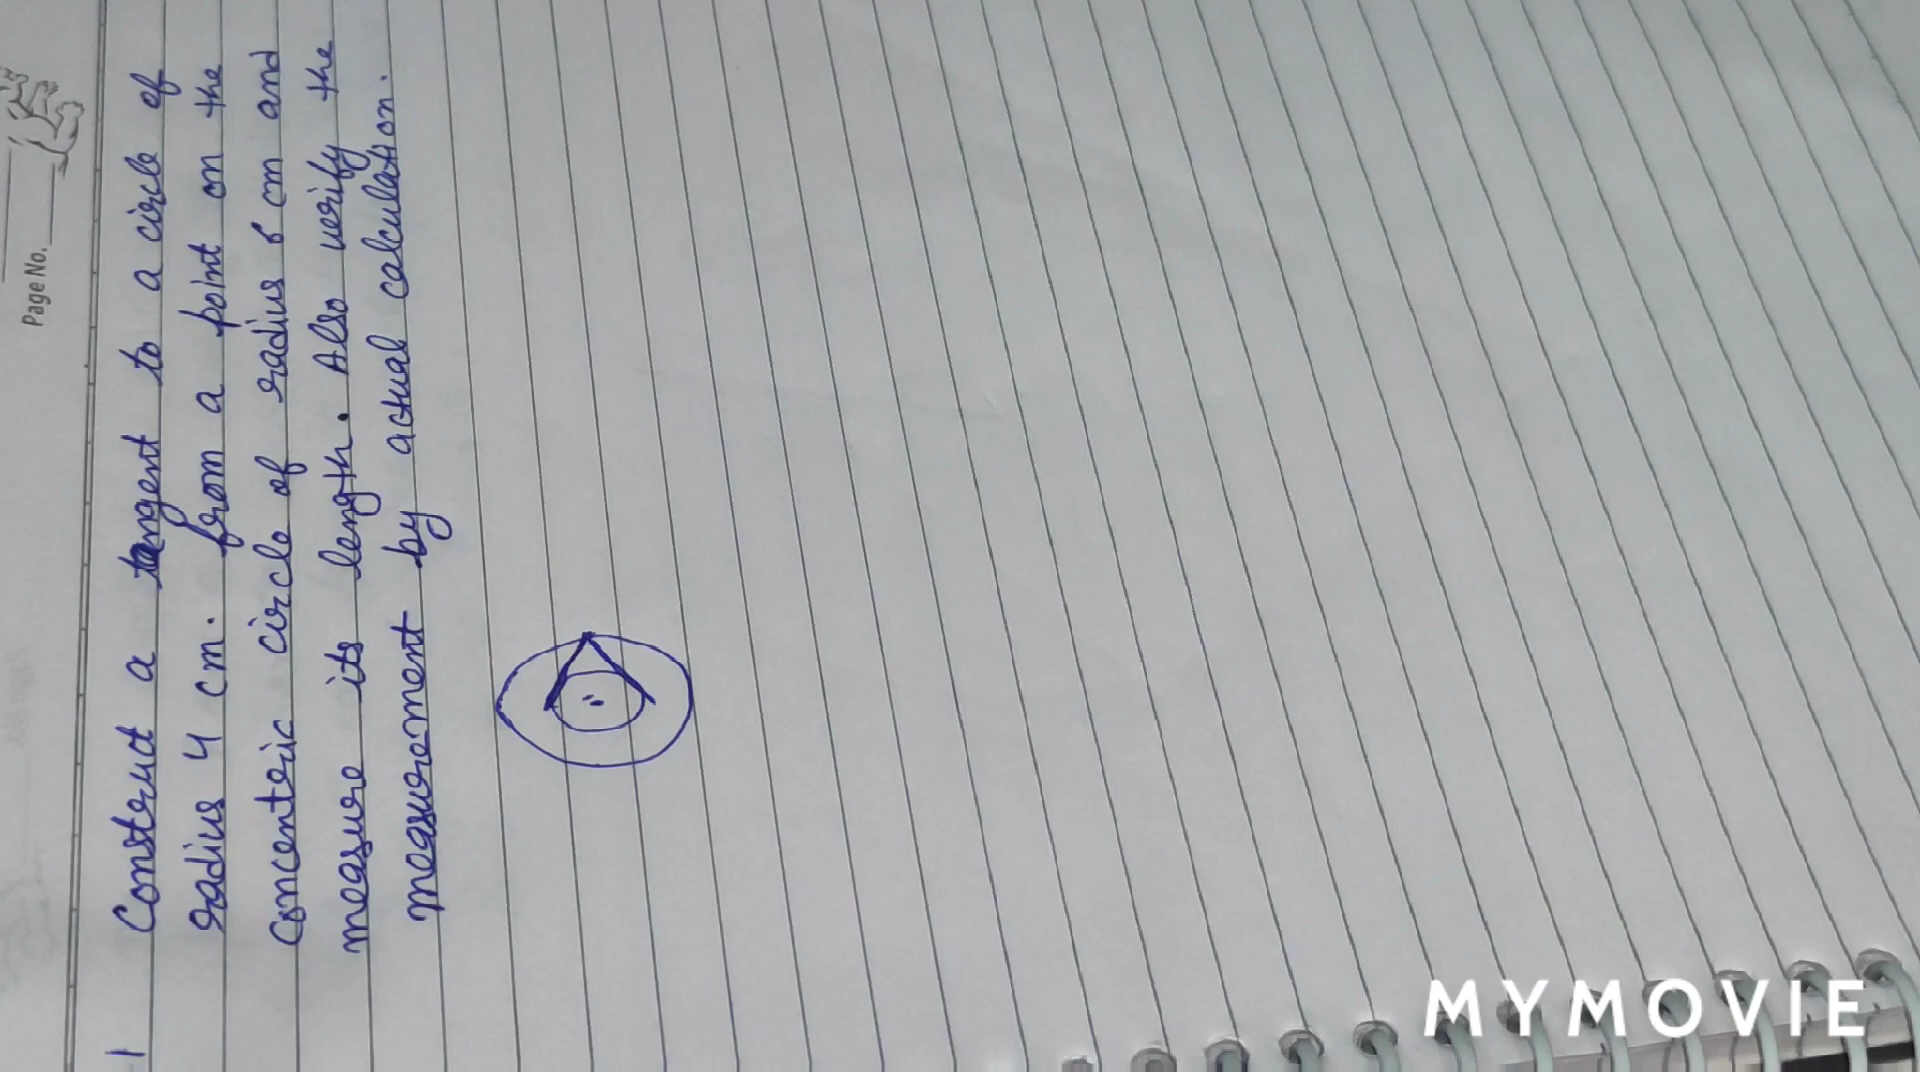 Page No.
1 Construct a tangent to a circle of
radius 4 cm. from a point on the
concentric circle of radius 6 cm and
measure its length. Also verify the
measurement by actual calculation.
MYMOVIE